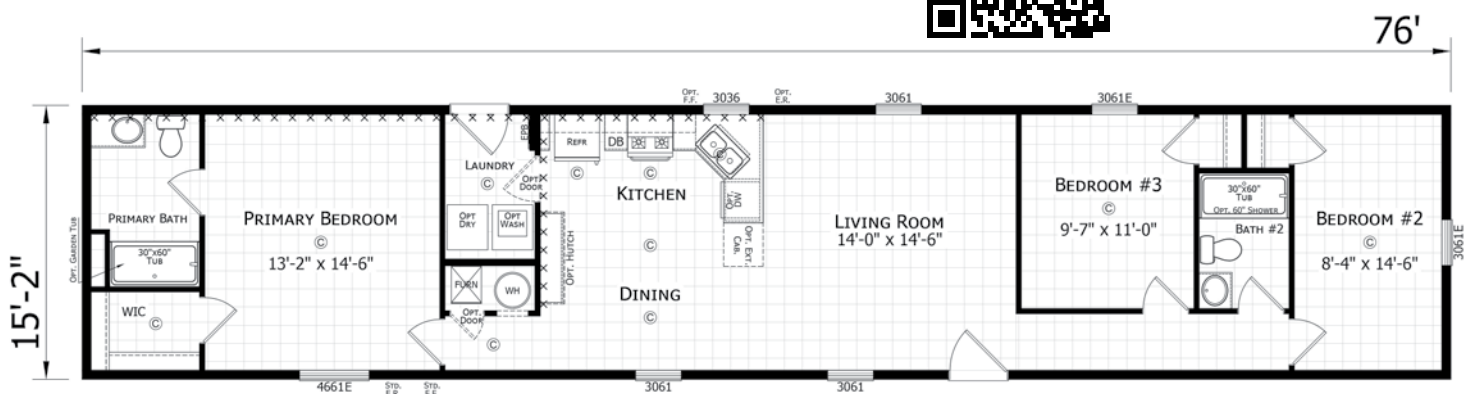 76'
15'-2"
OPT.
F.F.
3036
OPT.
E.R.
3061
3061E
PRIMARY BATH
OPT. GARDEN TUB
30"x60"
TUB
WIC
C
PRIMARY BEDROOM
C
13'-2" x 14'-6"
4661E
STD.
E.R.
STD.
F.F.
LAUNDRY
C
EPB
OPT.
DOOR
OPT
DRY
OPT
WASH
FURN
WH
OPT.
DOOR
C
OPT. HUTCH
REFR
DB
C
C
C
KITCHEN
OPT.
DW
OPT. EXT.
CAB.
C
DINING
C
3061
LIVING ROOM
14'-0" x 14'-6"
3061
BEDROOM #3
C
9'-7" x 11'-0"
30"x60"
TUB
OPT. 60" SHOWER
BATH #2
BEDROOM #2
C
8'-4" x 14'-6"
3061E